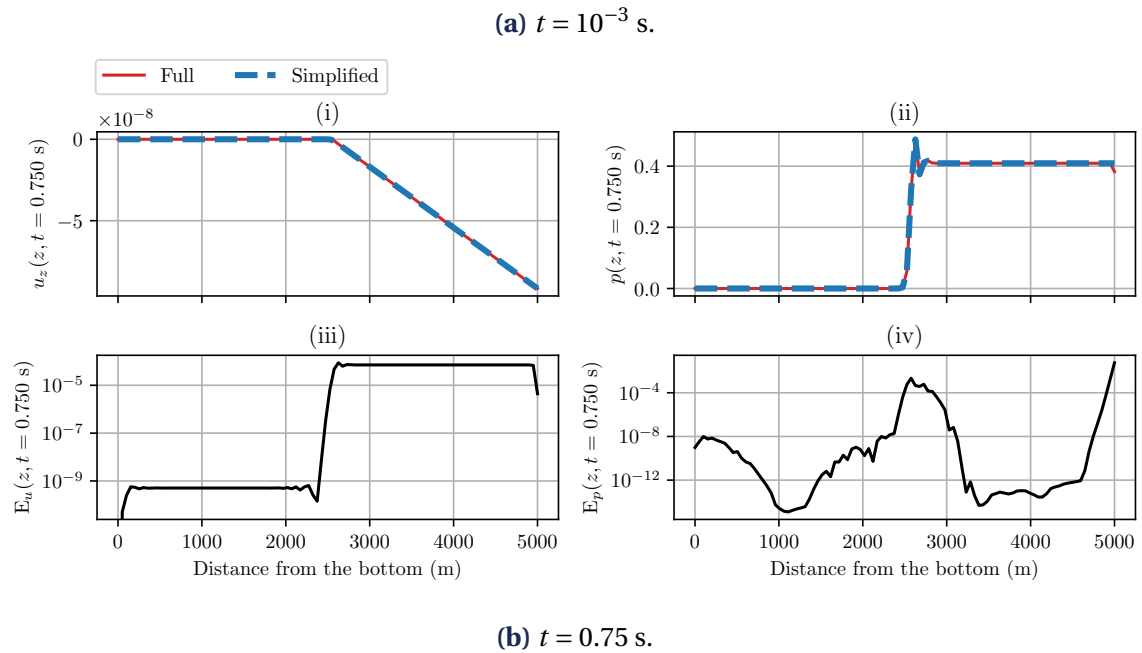 (a) t = 10⁻³ s.
Full Simplified
×10⁻⁸
(i)
(ii)
u_z(z, t = 0.750 s)
0
−5
p(z, t = 0.750 s)
0.4
0.2
0.0
(iii)
(iv)
E_u(z, t = 0.750 s)
10⁻⁵
10⁻⁷
10⁻⁹
E_p(z, t = 0.750 s)
10⁻⁴
10⁻⁸
10⁻¹²
0 1000 2000 3000 4000 5000
0 1000 2000 3000 4000 5000
Distance from the bottom (m)
Distance from the bottom (m)
(b) t = 0.75 s.